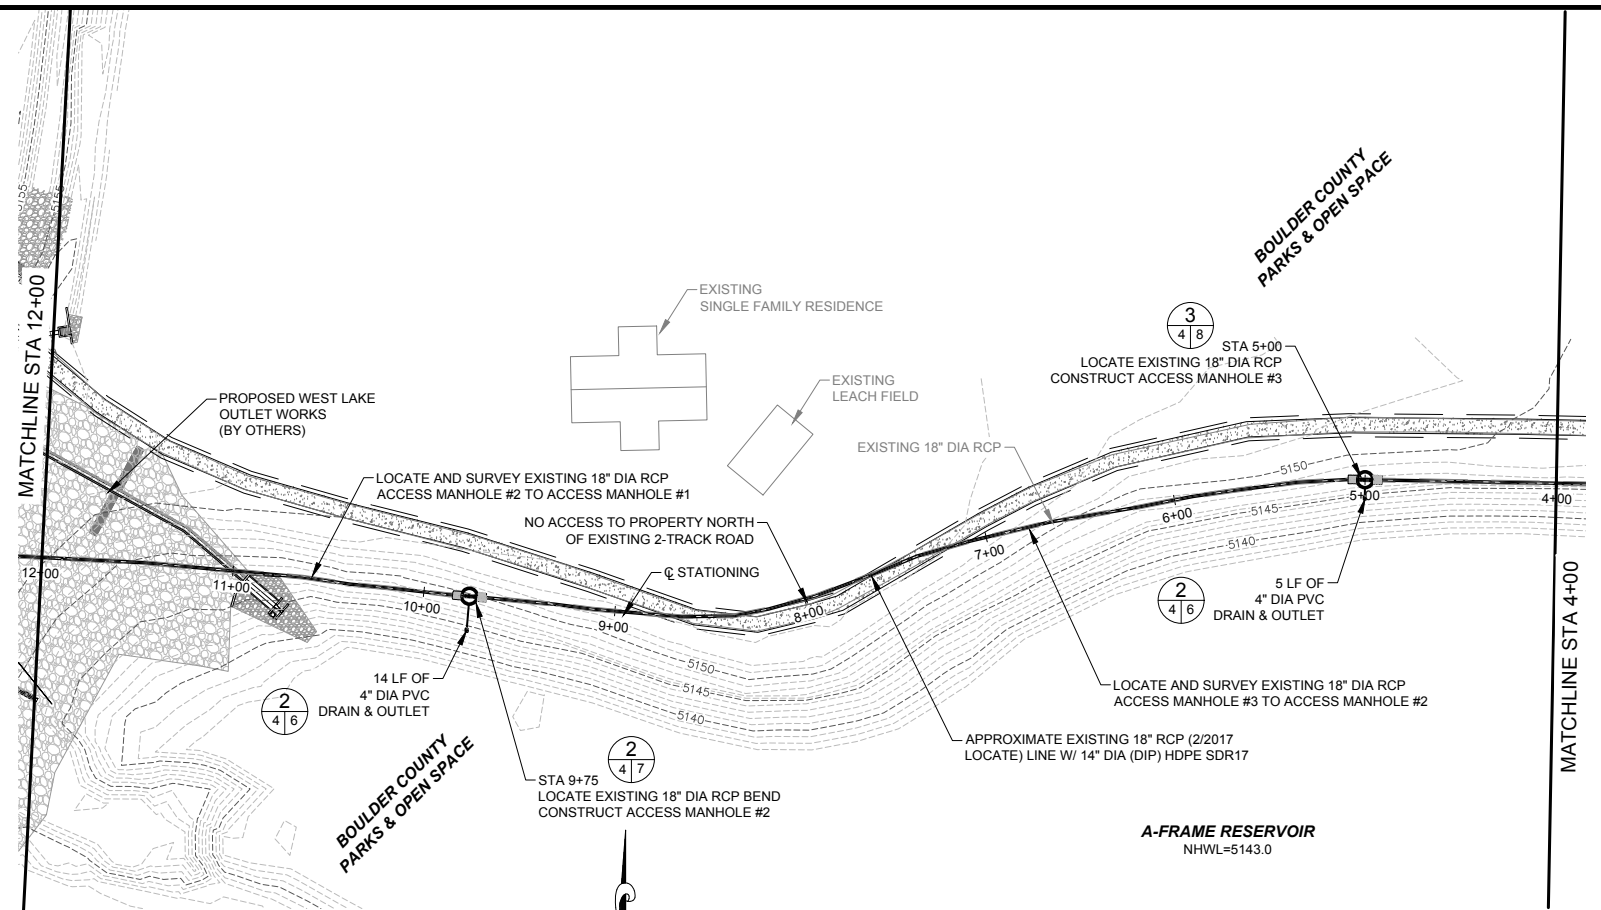 BOULDER COUNTY
PARKS & OPEN SPACE
5155
5155
MATCHLINE STA 12+00
EXISTING
SINGLE FAMILY RESIDENCE
3
4 8
STA 5+00
LOCATE EXISTING 18" DIA RCP
CONSTRUCT ACCESS MANHOLE #3
EXISTING
LEACH FIELD
PROPOSED WEST LAKE
OUTLET WORKS
(BY OTHERS)
EXISTING 18" DIA RCP
LOCATE AND SURVEY EXISTING 18" DIA RCP
ACCESS MANHOLE #2 TO ACCESS MANHOLE #1
NO ACCESS TO PROPERTY NORTH
OF EXISTING 2-TRACK ROAD
℄ STATIONING
5150
5145
5140
12+00
11+00
10+00
9+00
8+00
7+00
6+00
5+00
4+00
5 LF OF
4" DIA PVC
DRAIN & OUTLET
2
4 6
MATCHLINE STA 4+00
5150
5145
5140
14 LF OF
4" DIA PVC
DRAIN & OUTLET
2
4 6
LOCATE AND SURVEY EXISTING 18" DIA RCP
ACCESS MANHOLE #3 TO ACCESS MANHOLE #2
APPROXIMATE EXISTING 18" RCP (2/2017
LOCATE) LINE W/ 14" DIA (DIP) HDPE SDR17
BOULDER COUNTY
PARKS & OPEN SPACE
2
4 7
STA 9+75
LOCATE EXISTING 18" DIA RCP BEND
CONSTRUCT ACCESS MANHOLE #2
A-FRAME RESERVOIR
NHWL=5143.0